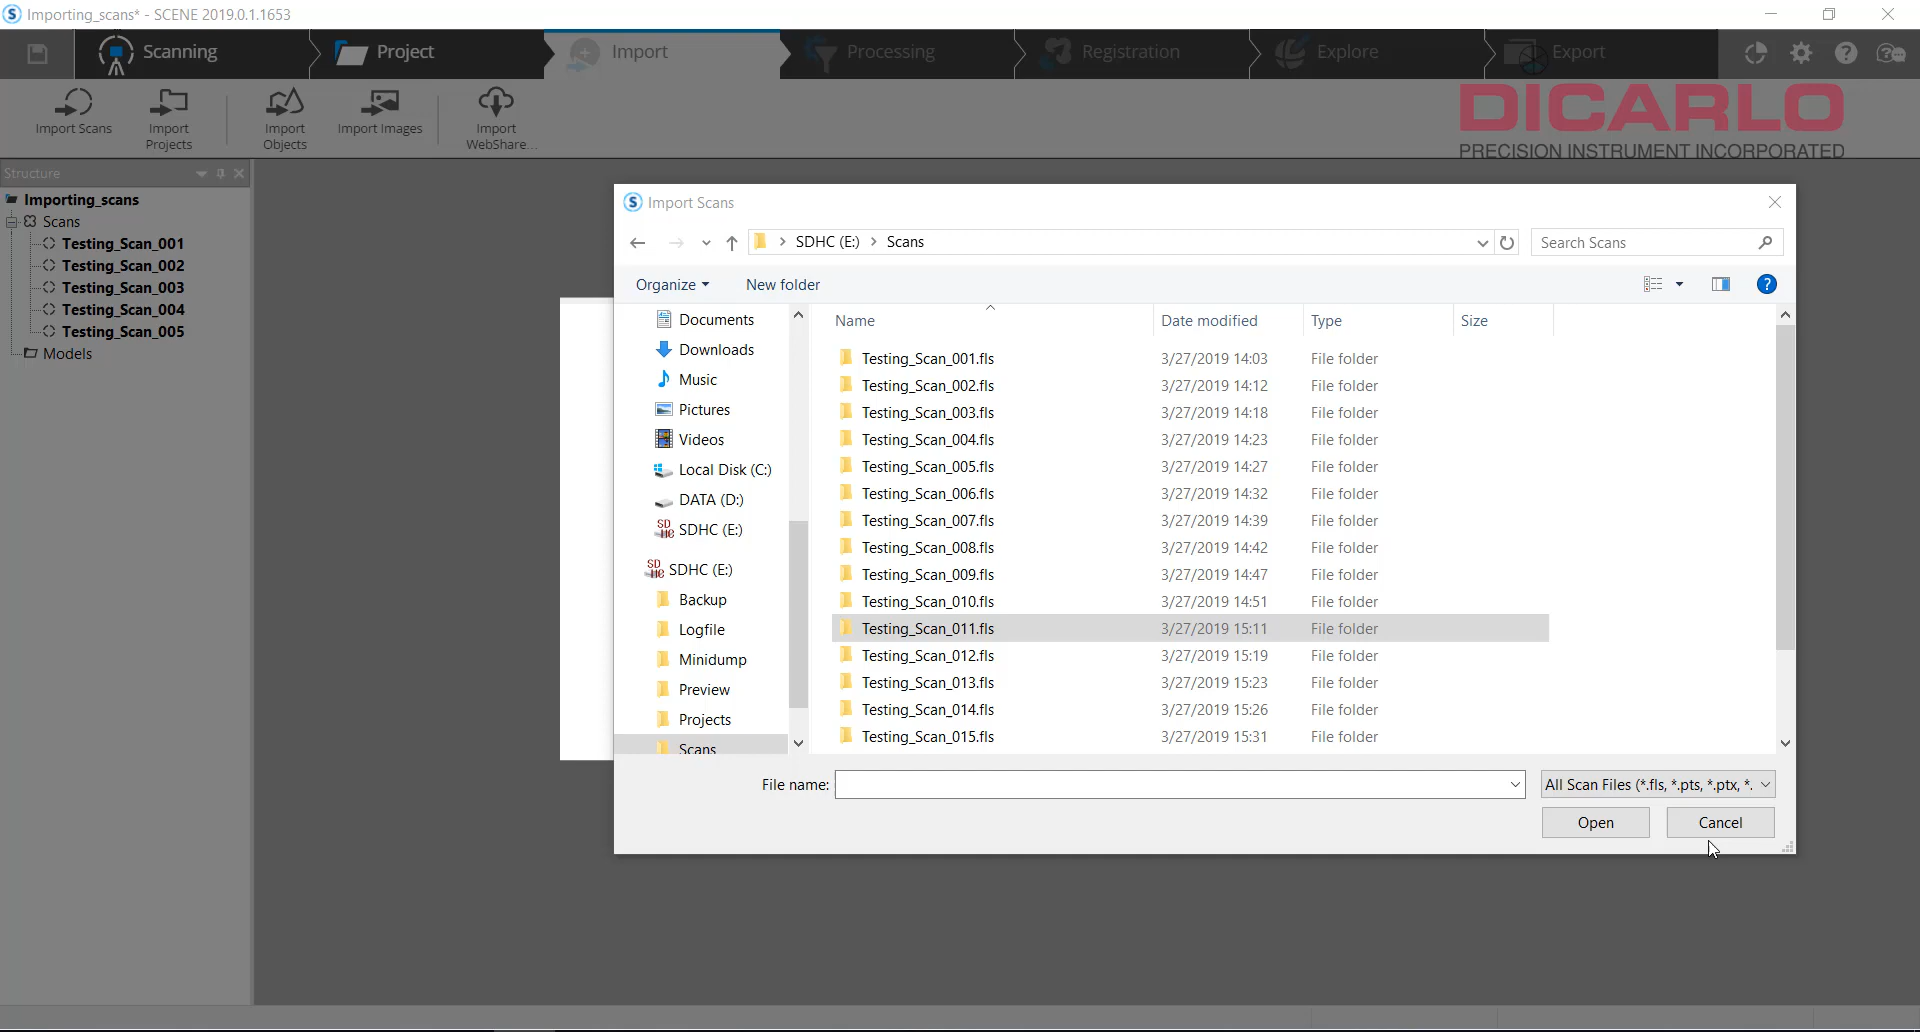 Importing_scans* - SCENE 2019.0.1.1653
Scanning Project Import Processing Registration Explore Export
Import Scans
Import Projects
Import Objects
Import Images
Import WebShare...
DICARLO
PRECISION INSTRUMENT INCORPORATED
Structure
Importing_scans
Scans
Testing_Scan_001
Testing_Scan_002
Testing_Scan_003
Testing_Scan_004
Testing_Scan_005
Models
Import Scans
SDHC (E:) > Scans
Search Scans
Organize New folder
Documents
Downloads
Music
Pictures
Videos
Local Disk (C:)
DATA (D:)
SDHC (E:)
SDHC (E:)
Backup
Logfile
Minidump
Preview
Projects
Scans
Name Date modified Type Size
Testing_Scan_001.fls 3/27/2019 14:03 File folder
Testing_Scan_002.fls 3/27/2019 14:12 File folder
Testing_Scan_003.fls 3/27/2019 14:18 File folder
Testing_Scan_004.fls 3/27/2019 14:23 File folder
Testing_Scan_005.fls 3/27/2019 14:27 File folder
Testing_Scan_006.fls 3/27/2019 14:32 File folder
Testing_Scan_007.fls 3/27/2019 14:39 File folder
Testing_Scan_008.fls 3/27/2019 14:42 File folder
Testing_Scan_009.fls 3/27/2019 14:47 File folder
Testing_Scan_010.fls 3/27/2019 14:51 File folder
Testing_Scan_011.fls 3/27/2019 15:11 File folder
Testing_Scan_012.fls 3/27/2019 15:19 File folder
Testing_Scan_013.fls 3/27/2019 15:23 File folder
Testing_Scan_014.fls 3/27/2019 15:26 File folder
Testing_Scan_015.fls 3/27/2019 15:31 File folder
File name:
All Scan Files (*.fls, *.pts, *.ptx, *.
Open Cancel